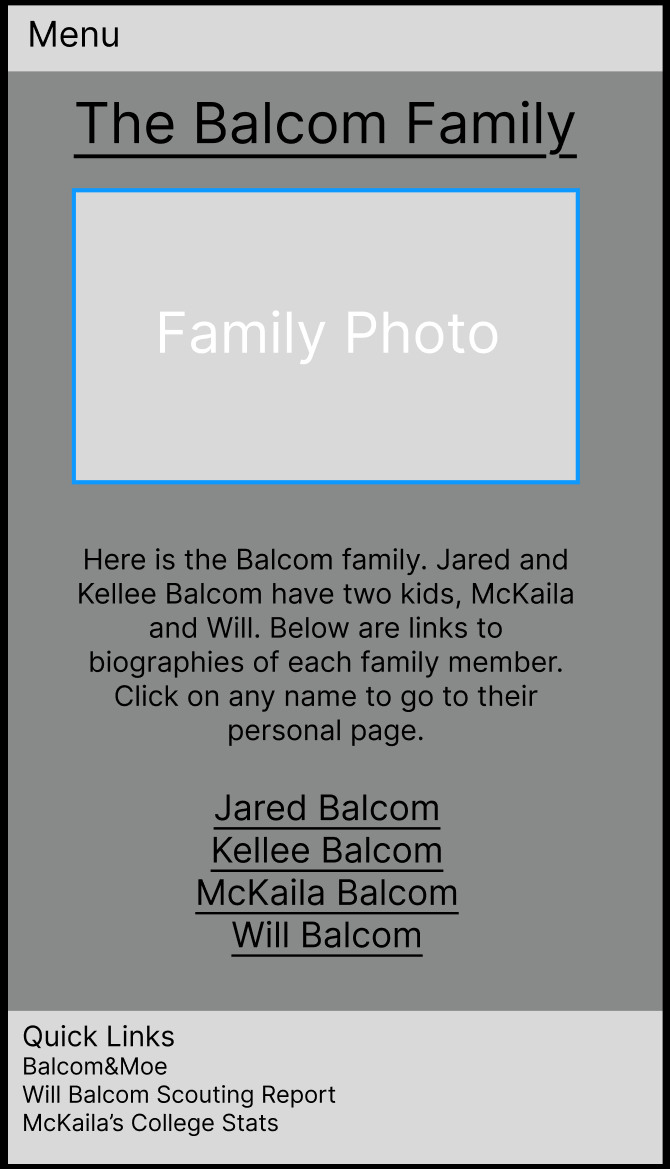 Menu
The Balcom Family
Family Photo
Here is the Balcom family. Jared and
Kellee Balcom have two kids, McKaila
and Will. Below are links to
biographies of each family member.
Click on any name to go to their
personal page.
Jared Balcom
Kellee Balcom
McKaila Balcom
Will Balcom
Quick Links
Balcom&Moe
Will Balcom Scouting Report
McKaila’s College Stats